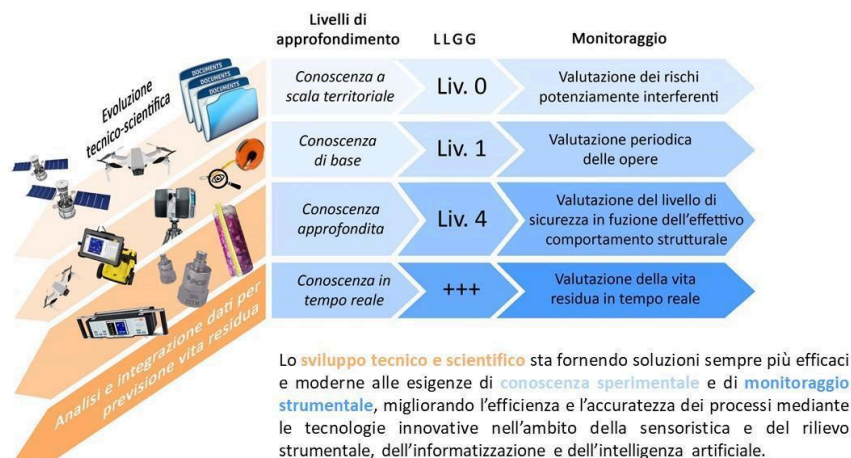 Livelli di
approfondimento
LLGG
Monitoraggio
Evoluzione
tecnico-scientifica
DOCUMENTS
DOCUMENTS
DOCUMENTS
Conoscenza a
scala territoriale
Liv. 0
Valutazione dei rischi
potenziamente interferenti
Conoscenza
di base
Liv. 1
Valutazione periodica
delle opere
Conoscenza
approfondita
Liv. 4
Valutazione del livello di
sicurezza in fuzione dell'effettivo
comportamento strutturale
Conoscenza in
tempo reale
+++
Valutazione della vita
residua in tempo reale
Analisi e integrazione dati per
previsione vita residua
Lo sviluppo tecnico e scientifico sta fornendo soluzioni sempre più efficaci
e moderne alle esigenze di conoscenza sperimentale e di monitoraggio
strumentale, migliorando l'efficienza e l'accuratezza dei processi mediante
le tecnologie innovative nell'ambito della sensoristica e del rilievo
strumentale, dell'informatizzazione e dell'intelligenza artificiale.